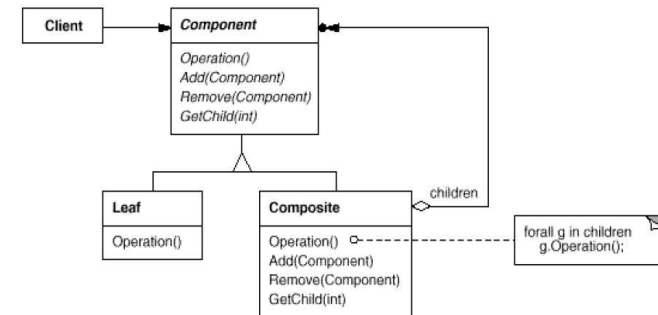 Client
Component
Operation()
Add(Component)
Remove(Component)
GetChild(int)
children
Leaf
Operation()
Composite
Operation()
Add(Component)
Remove(Component)
GetChild(int)
forall g in children
g.Operation();